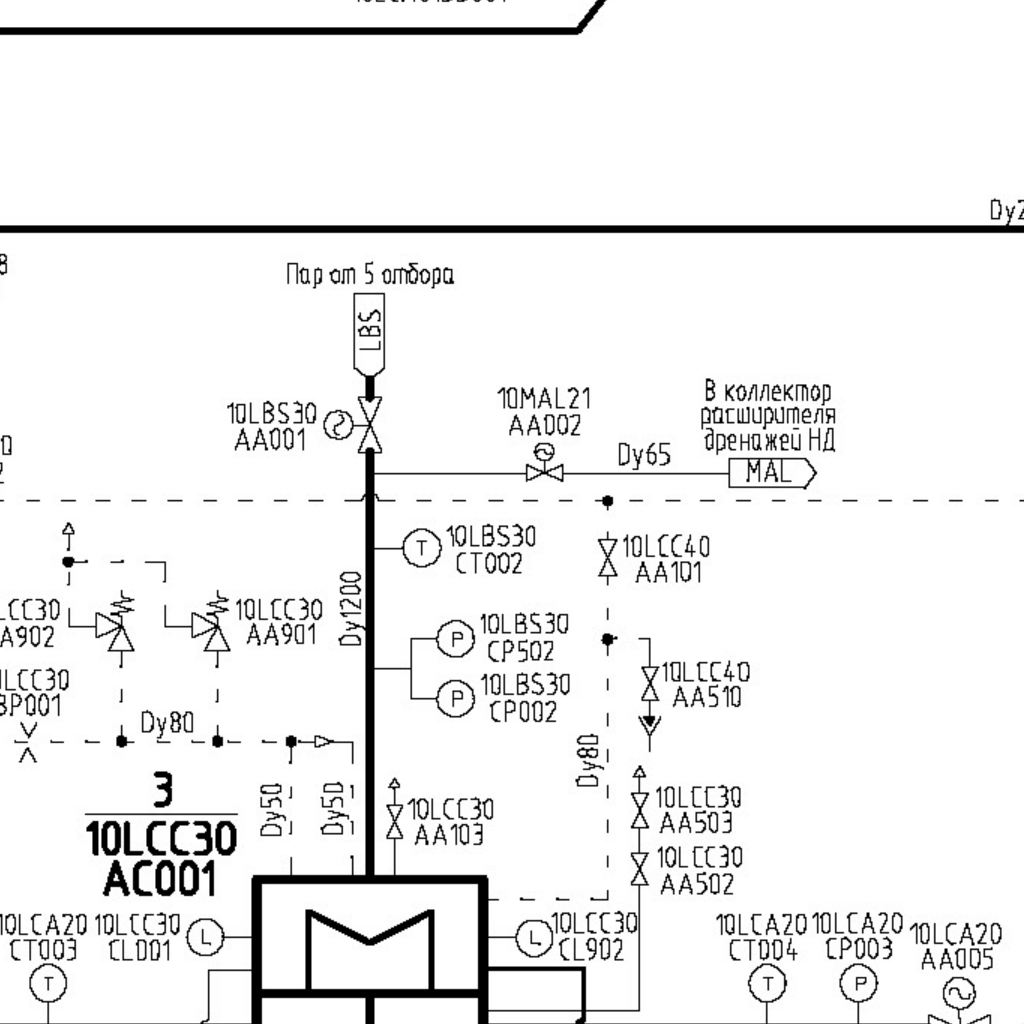 Dy2
8
Пар от 5 отбора
LBS
10LBS30
AA001
10MAL21
AA002
В коллектор
расширителя
дренажей НД
Dy65
MAL
10LBS30
CT002
10LCC40
AA101
Dy1200
LCC30
A902
10LCC30
AA901
10LBS30
CP502
10LBS30
CP002
10LCC40
AA510
LCC30
BP001
Dy80
Dy80
Dy50
Dy50
3
10LCC30
AC001
10LCC30
AA103
10LCC30
AA503
10LCC30
AA502
10LCA20
CT003
10LCC30
CL001
10LCC30
CL902
10LCA20
CT004
10LCA20
CP003
10LCA20
AA005
T
P
P
L
L
T
T
P